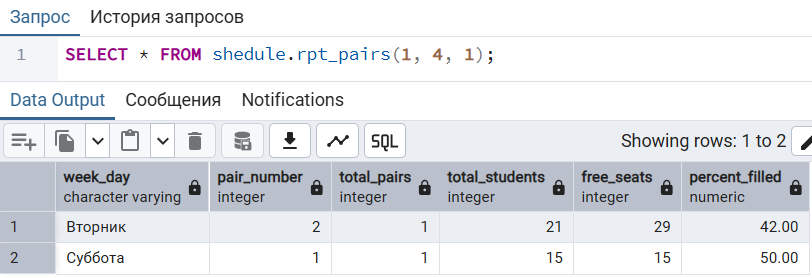 Запрос История запросов
1 SELECT * FROM shedule.rpt_pairs(1, 4, 1);
Data Output Сообщения Notifications
SQL Showing rows: 1 to 2
week_day pair_number total_pairs total_students free_seats percent_filled
character varying integer integer integer integer numeric
1 Вторник 2 1 21 29 42.00
2 Суббота 1 1 15 15 50.00